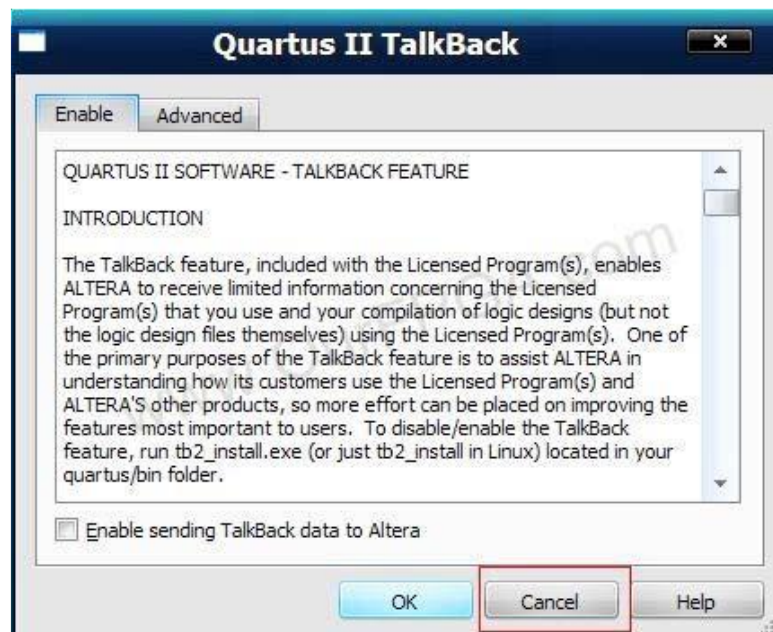 Quartus II TalkBack
Enable Advanced
QUARTUS II SOFTWARE - TALKBACK FEATURE
INTRODUCTION
The TalkBack feature, included with the Licensed Program(s), enables
ALTERA to receive limited information concerning the Licensed
Program(s) that you use and your compilation of logic designs (but not
the logic design files themselves) using the Licensed Program(s). One of
the primary purposes of the TalkBack feature is to assist ALTERA in
understanding how its customers use the Licensed Program(s) and
ALTERA'S other products, so more effort can be placed on improving the
features most important to users. To disable/enable the TalkBack
feature, run tb2_install.exe (or just tb2_install in Linux) located in your
quartus/bin folder.
Enable sending TalkBack data to Altera
OK Cancel Help